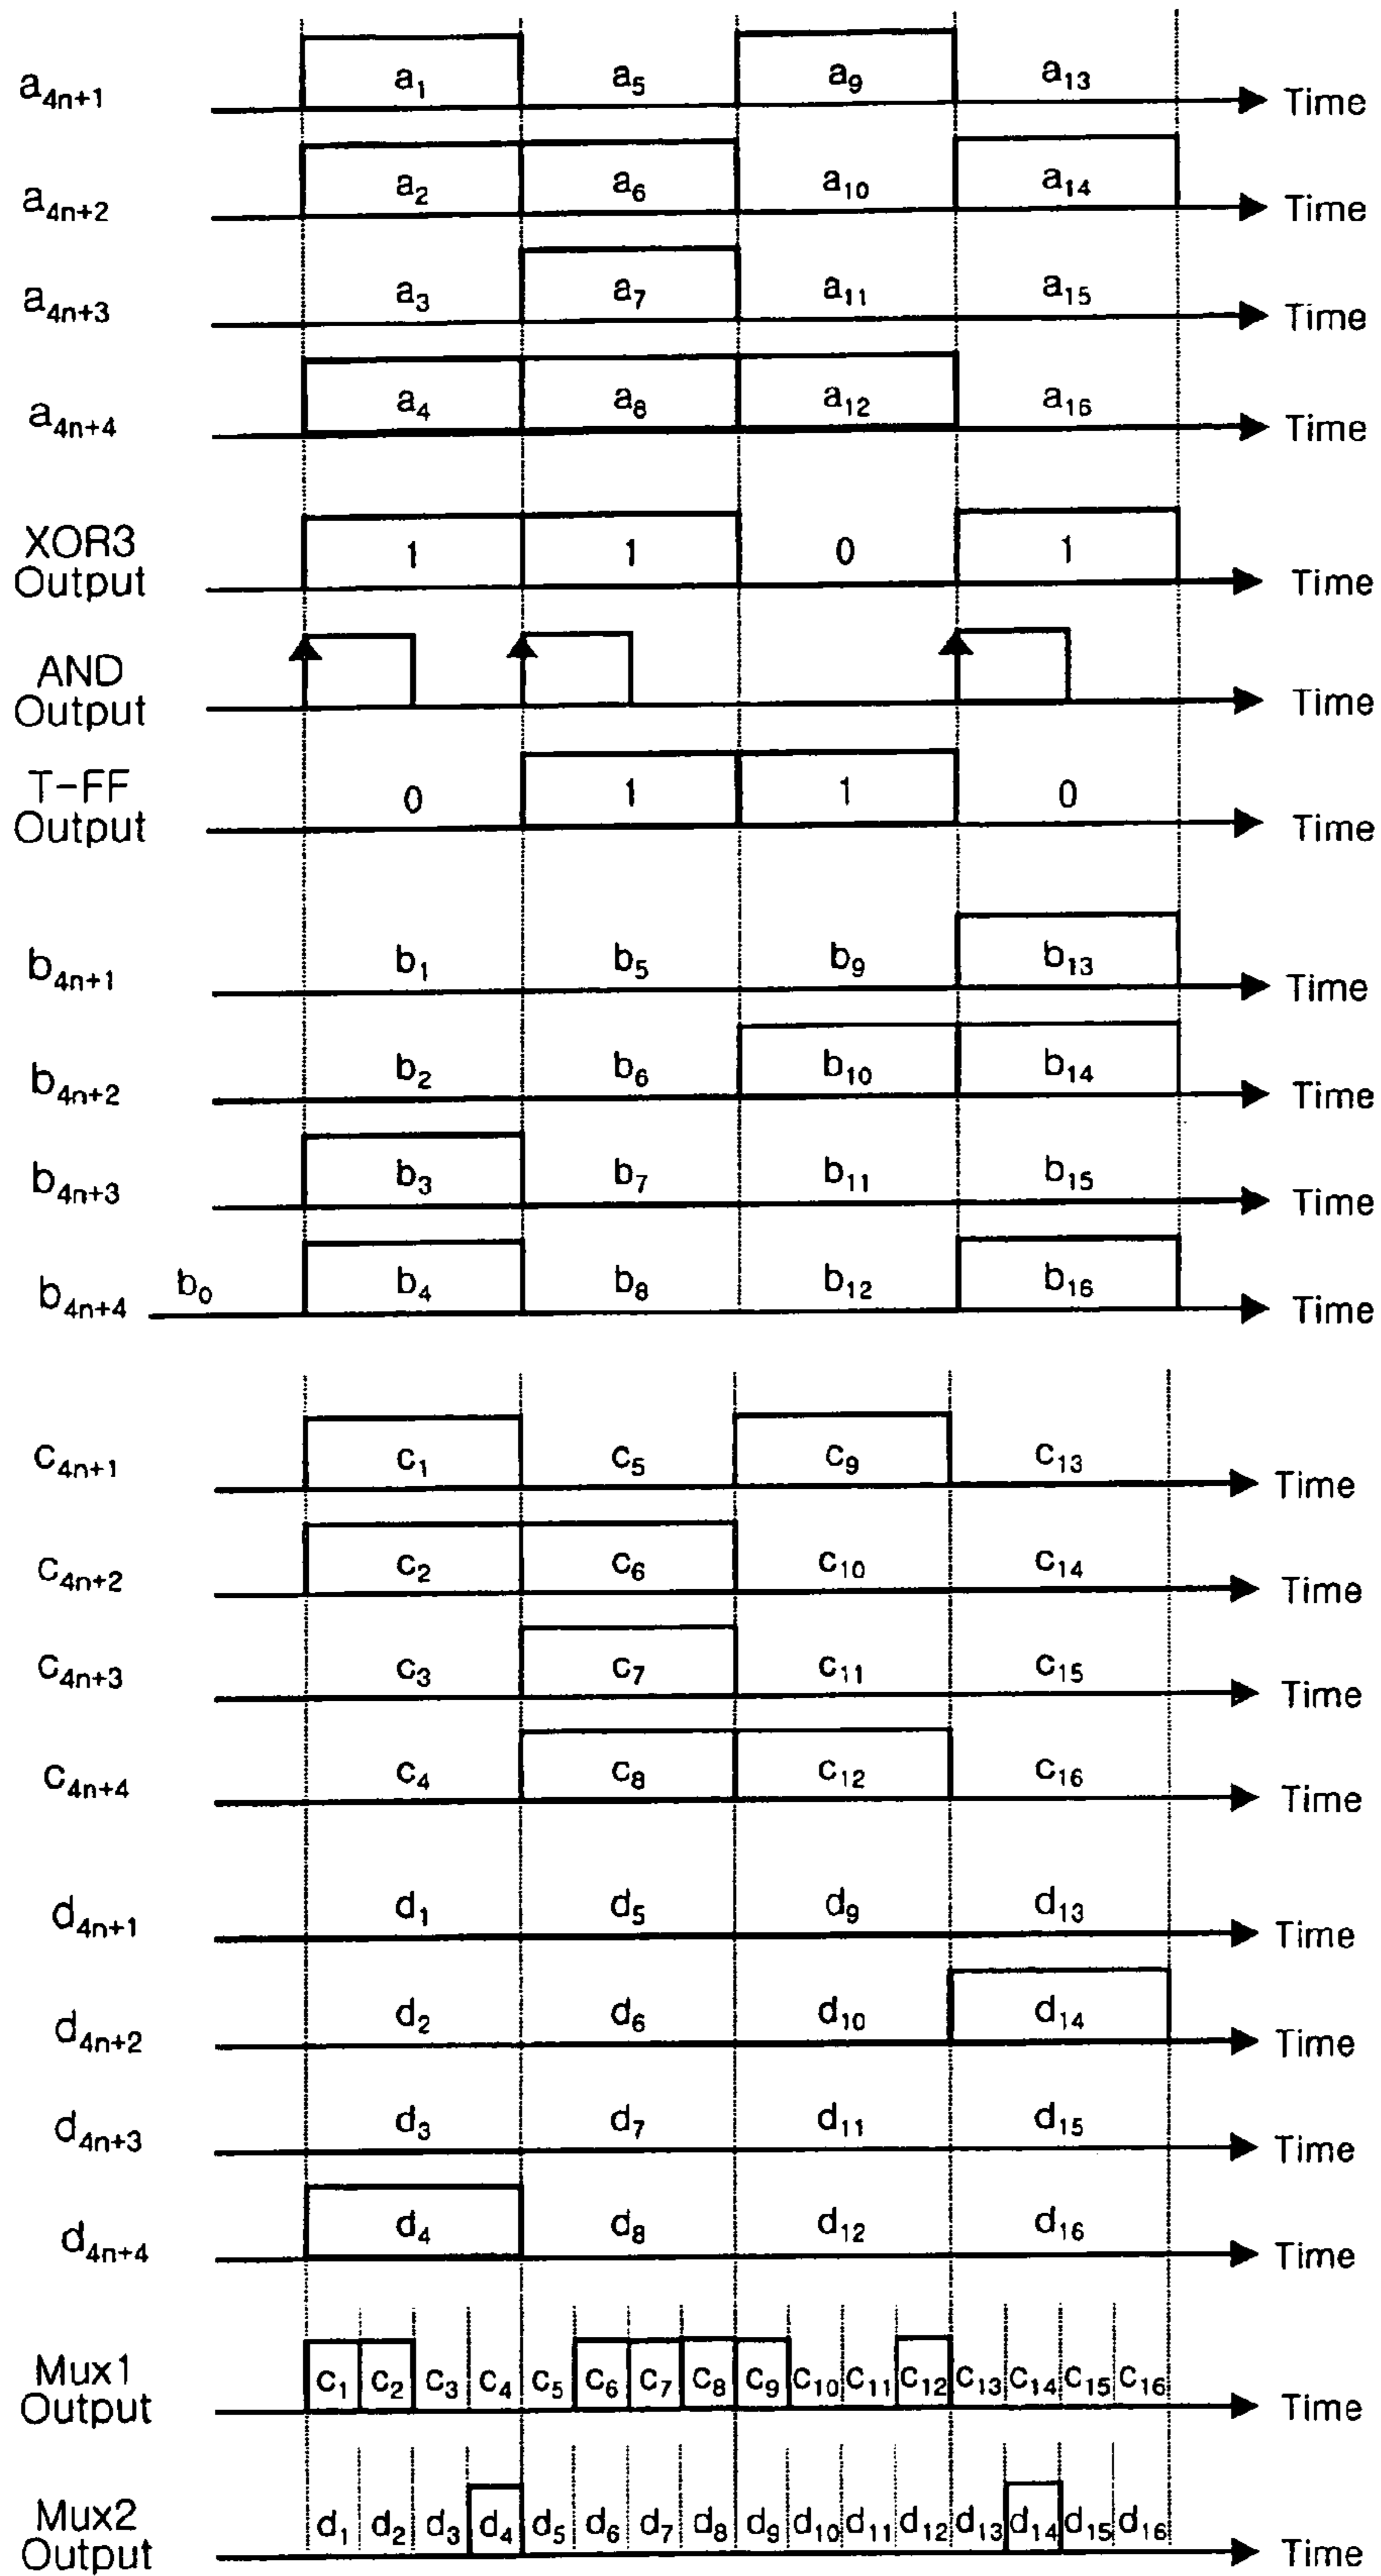 a4n+1 a1 a5 a9 a13 Time
a4n+2 a2 a6 a10 a14 Time
a4n+3 a3 a7 a11 a15 Time
a4n+4 a4 a8 a12 a16 Time
XOR3
Output 1 1 0 1 Time
AND
Output Time
T-FF
Output 0 1 1 0 Time
b4n+1 b1 b5 b9 b13 Time
b4n+2 b2 b6 b10 b14 Time
b4n+3 b3 b7 b11 b15 Time
b4n+4 b0 b4 b8 b12 b16 Time
c4n+1 c1 c5 c9 c13 Time
c4n+2 c2 c6 c10 c14 Time
c4n+3 c3 c7 c11 c15 Time
c4n+4 c4 c8 c12 c16 Time
d4n+1 d1 d5 d9 d13 Time
d4n+2 d2 d6 d10 d14 Time
d4n+3 d3 d7 d11 d15 Time
d4n+4 d4 d8 d12 d16 Time
Mux1
Output c1 c2 c3 c4 c5 c6 c7 c8 c9 c10 c11 c12 c13 c14 c15 c16 Time
Mux2
Output d1 d2 d3 d4 d5 d6 d7 d8 d9 d10 d11 d12 d13 d14 d15 d16 Time